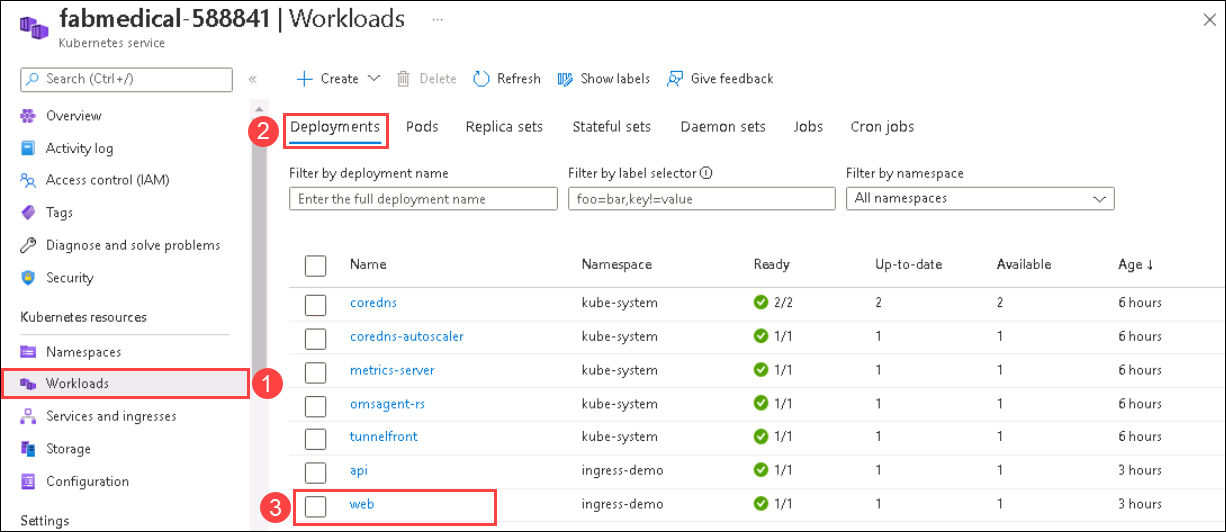 fabmedical-588841 | Workloads ...
Kubernetes service
Search (Ctrl+/)
«
Create
Delete
Refresh
Show labels
Give feedback
Overview
Activity log
Access control (IAM)
Tags
Diagnose and solve problems
Security
Kubernetes resources
Namespaces
Workloads
1
Services and ingresses
Storage
Configuration
Settings
2
Deployments Pods Replica sets Stateful sets Daemon sets Jobs Cron jobs
Filter by deployment name Filter by label selector Filter by namespace
Enter the full deployment name foo=bar,key!=value All namespaces
Name Namespace Ready Up-to-date Available Age ↓
coredns kube-system 2/2 2 2 6 hours
coredns-autoscaler kube-system 1/1 1 1 6 hours
metrics-server kube-system 1/1 1 1 6 hours
omsagent-rs kube-system 1/1 1 1 6 hours
tunnelfront kube-system 1/1 1 1 6 hours
api ingress-demo 1/1 1 1 3 hours
3 web ingress-demo 1/1 1 1 3 hours